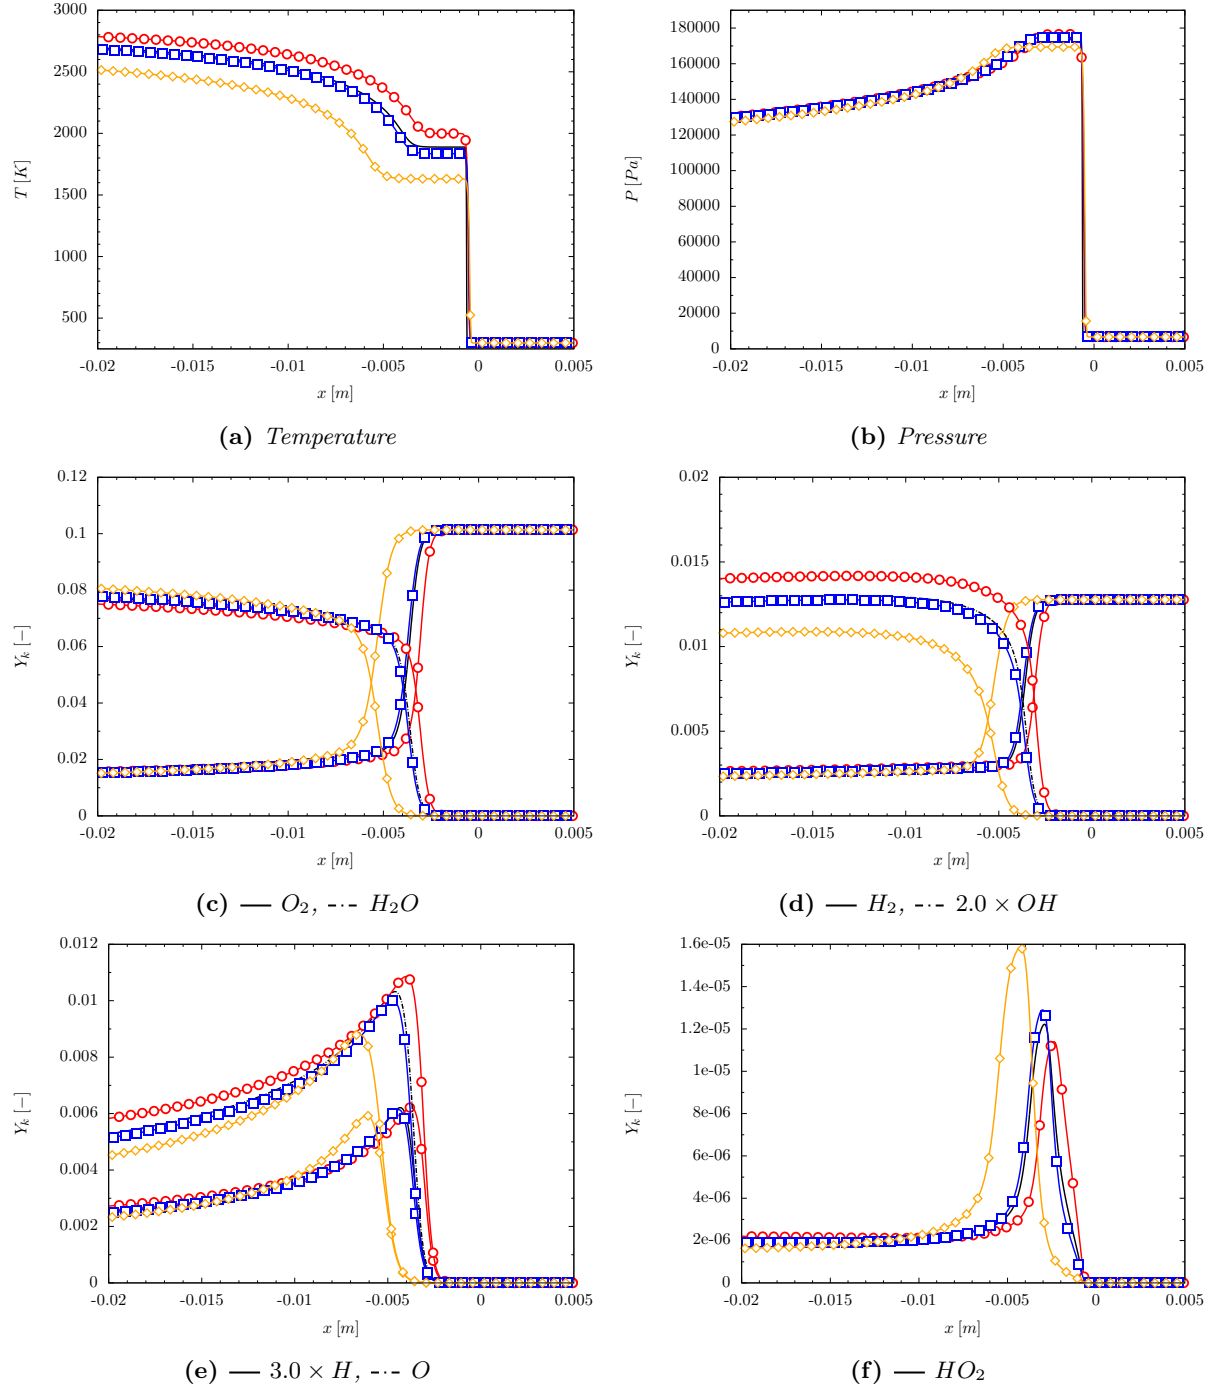 3000
2500
2000
1500
1000
500
T [K]
-0.02 -0.015 -0.01 -0.005 0 0.005
x [m]
(a) Temperature
180000
160000
140000
120000
100000
80000
60000
40000
20000
0
P [Pa]
-0.02 -0.015 -0.01 -0.005 0 0.005
x [m]
(b) Pressure
0.12
0.1
0.08
0.06
0.04
0.02
0
Y_k [−]
-0.02 -0.015 -0.01 -0.005 0 0.005
x [m]
(c) — O₂, –·– H₂O
0.02
0.015
0.01
0.005
0
Y_k [−]
-0.02 -0.015 -0.01 -0.005 0 0.005
x [m]
(d) — H₂, –·– 2.0 × OH
0.012
0.01
0.008
0.006
0.004
0.002
0
Y_k [−]
-0.02 -0.015 -0.01 -0.005 0 0.005
x [m]
(e) — 3.0 × H, –·– O
1.6e-05
1.4e-05
1.2e-05
1e-05
8e-06
6e-06
4e-06
2e-06
0
Y_k [−]
-0.02 -0.015 -0.01 -0.005 0 0.005
x [m]
(f) — HO₂